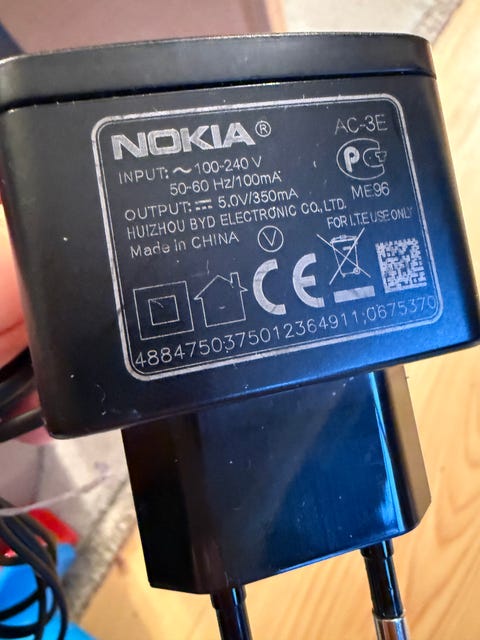 NOKIA®
AC-3E
INPUT: ~ 100-240 V
50-60 Hz/100mA
OUTPUT: ⎓ 5.0V/350mA
ME96
HUIZHOU BYD ELECTRONIC CO.,LTD.
Made in CHINA
V
FOR I.T.E USE ONLY
CE
4884750375012364911;0675370